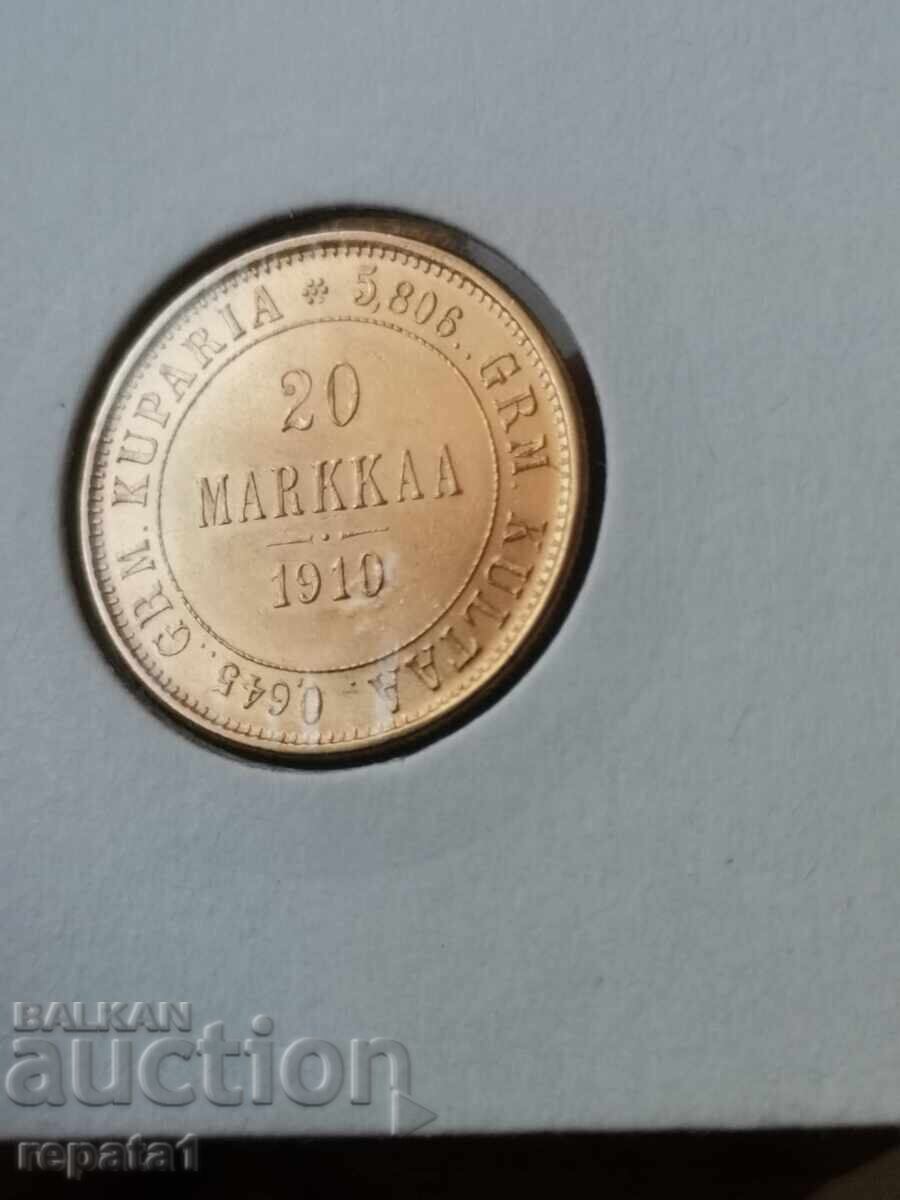 5,806.. GRM. KULTAA. 0,645.. GRM. KUPARIA
20
MARKKAA
1910
BALKAN
auction
repata1